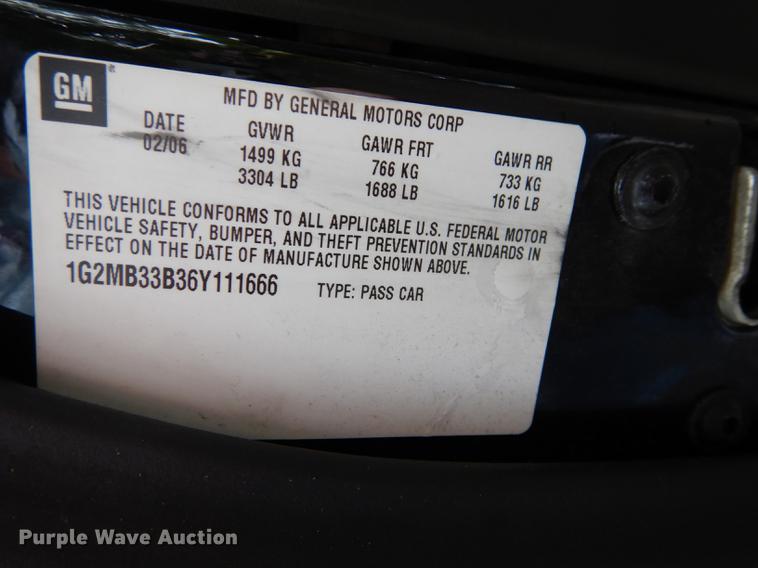 GM
MFD BY GENERAL MOTORS CORP
DATE GVWR GAWR FRT GAWR RR
02/06 1499 KG 766 KG 733 KG
3304 LB 1688 LB 1616 LB
THIS VEHICLE CONFORMS TO ALL APPLICABLE U.S. FEDERAL MOTOR
VEHICLE SAFETY, BUMPER, AND THEFT PREVENTION STANDARDS IN
EFFECT ON THE DATE OF MANUFACTURE SHOWN ABOVE.
1G2MB33B36Y111666 TYPE: PASS CAR
Purple Wave Auction